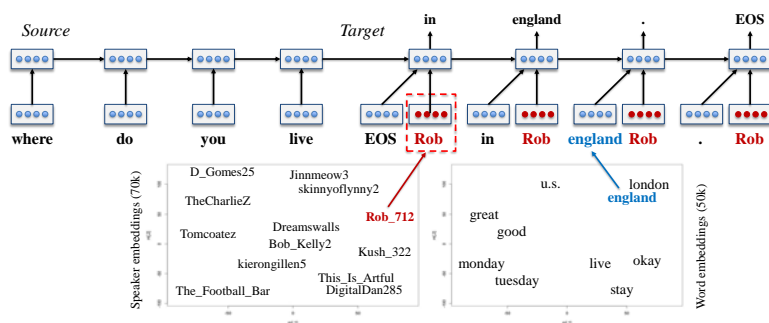 in england . EOS
Source Target
where do you live EOS Rob in Rob england Rob . Rob
Speaker embeddings (70k)
D_Gomes25
Jinnmeow3
skinnyoflynny2
TheCharlieZ
Rob_712
Dreamswalls
Tomcoatez
Bob_Kelly2
Kush_322
kierongillen5
This_Is_Artful
The_Football_Bar
DigitalDan285
u.s.
london
england
great
good
monday
live
okay
tuesday
stay
Word embeddings (50k)